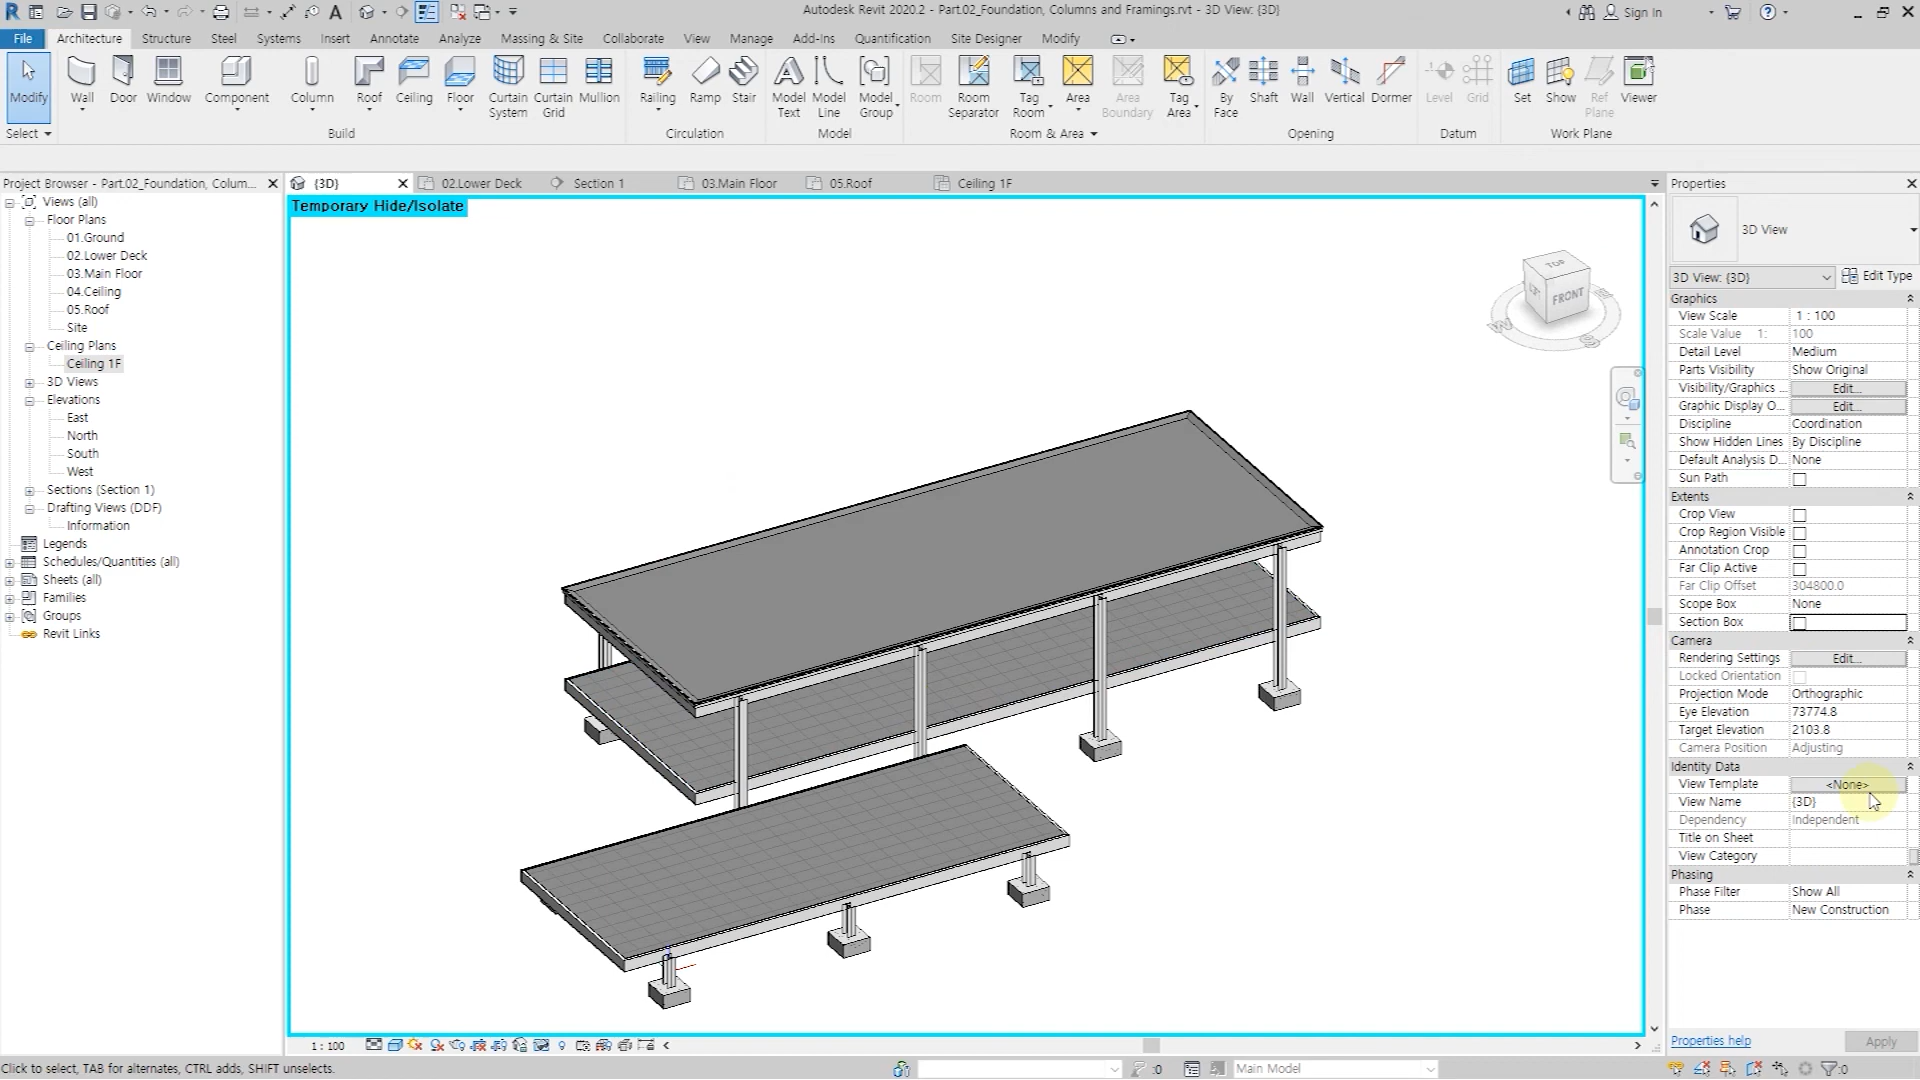 Autodesk Revit 2020.2 - Part.02_Foundation, Columns and Framings.rvt - 3D View: {3D}
Sign In
File Architecture Structure Steel Systems Insert Annotate Analyze Massing & Site Collaborate View Manage Add-Ins Quantification Site Designer Modify
Modify Wall Door Window Component Column Roof Ceiling Floor Curtain System Curtain Grid Mullion Railing Ramp Stair Model Text Model Line Model Group Room Room Separator Tag Room Area Area Boundary Tag Area By Face Shaft Wall Vertical Dormer Level Grid Set Show Ref Plane Viewer
Select Build Circulation Model Room & Area Opening Datum Work Plane
Project Browser - Part.02_Foundation, Colum...
{3D} 02.Lower Deck Section 1 03.Main Floor 05.Roof Ceiling 1F
Views (all)
Floor Plans
01.Ground
02.Lower Deck
03.Main Floor
04.Ceiling
05.Roof
Site
Ceiling Plans
Ceiling 1F
3D Views
Elevations
East
North
South
West
Sections (Section 1)
Drafting Views (DDF)
Information
Legends
Schedules/Quantities (all)
Sheets (all)
Families
Groups
Revit Links
Temporary Hide/Isolate
TOP
FRONT
W
S
Properties
3D View
3D View: {3D} Edit Type
Graphics
View Scale 1 : 100
Scale Value 1: 100
Detail Level Medium
Parts Visibility Show Original
Visibility/Graphics ... Edit...
Graphic Display O... Edit...
Discipline Coordination
Show Hidden Lines By Discipline
Default Analysis D... None
Sun Path
Extents
Crop View
Crop Region Visible
Annotation Crop
Far Clip Active
Far Clip Offset 304800.0
Scope Box None
Section Box
Camera
Rendering Settings Edit...
Locked Orientation
Projection Mode Orthographic
Eye Elevation 73774.8
Target Elevation 2103.8
Camera Position Adjusting
Identity Data
View Template <None>
View Name {3D}
Dependency Independent
Title on Sheet
View Category
Phasing
Phase Filter Show All
Phase New Construction
Properties help Apply
1 : 100
Click to select, TAB for alternates, CTRL adds, SHIFT unselects.
:0
Main Model
:0